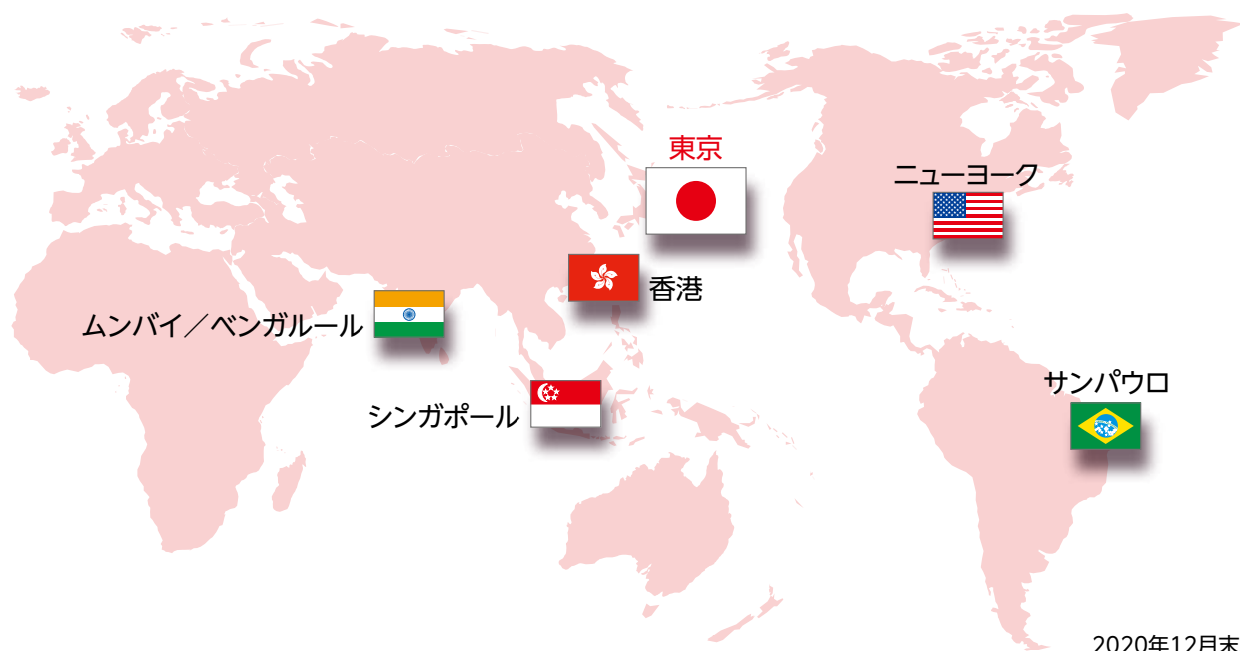 東京
ニューヨーク
香港
ムンバイ／ベンガルール
サンパウロ
シンガポール
2020年12月末